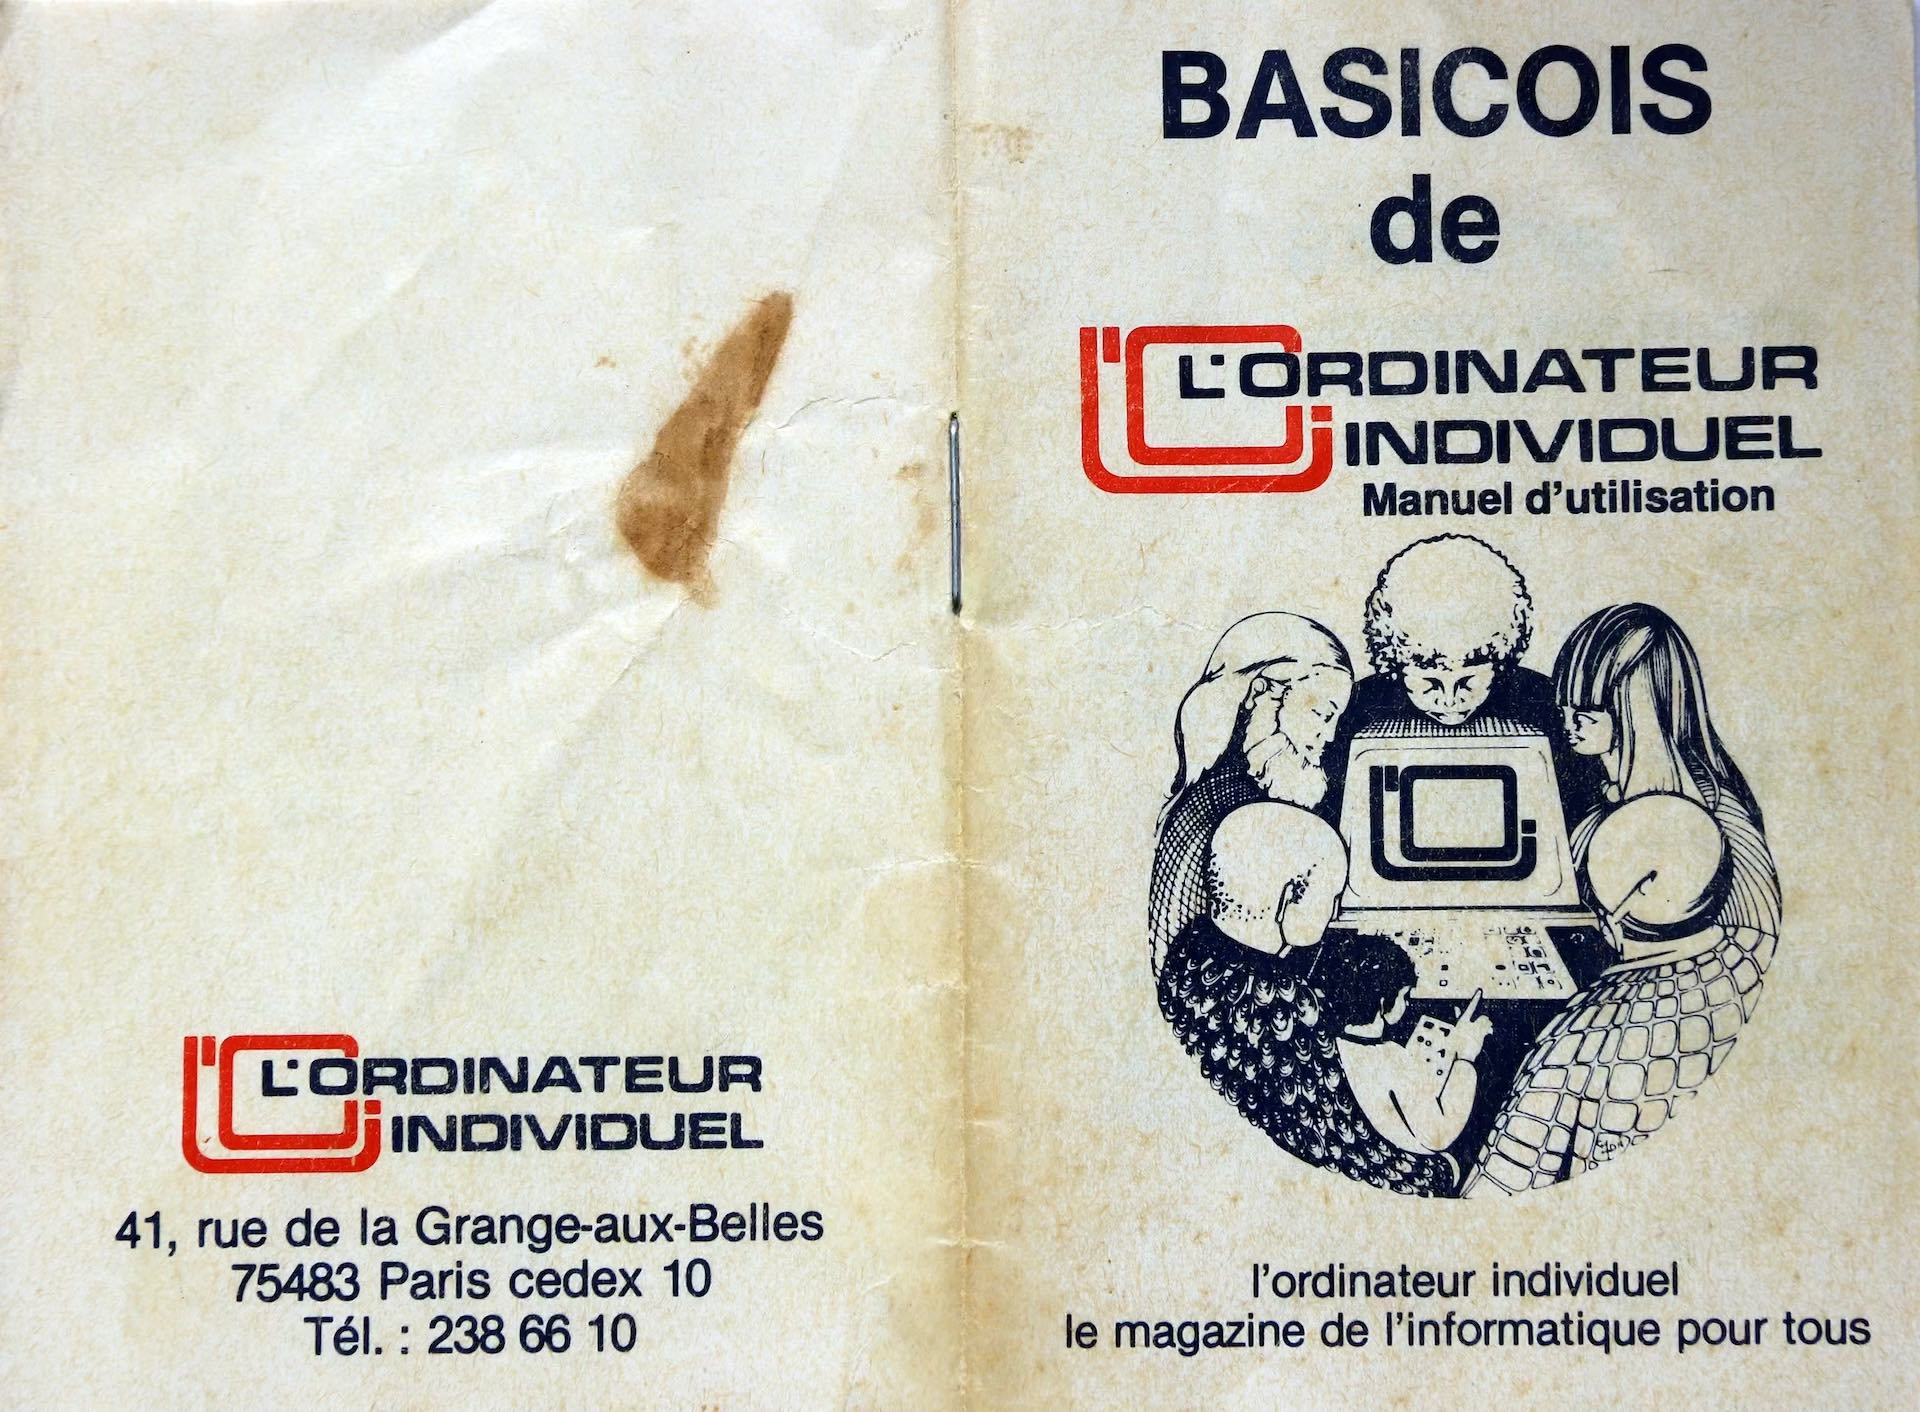 L'ORDINATEUR
INDIVIDUEL
41, rue de la Grange-aux-Belles
75483 Paris cedex 10
Tél. : 238 66 10
BASICOIS
de
L'ORDINATEUR
INDIVIDUEL
Manuel d'utilisation
l'ordinateur individuel
le magazine de l'informatique pour tous